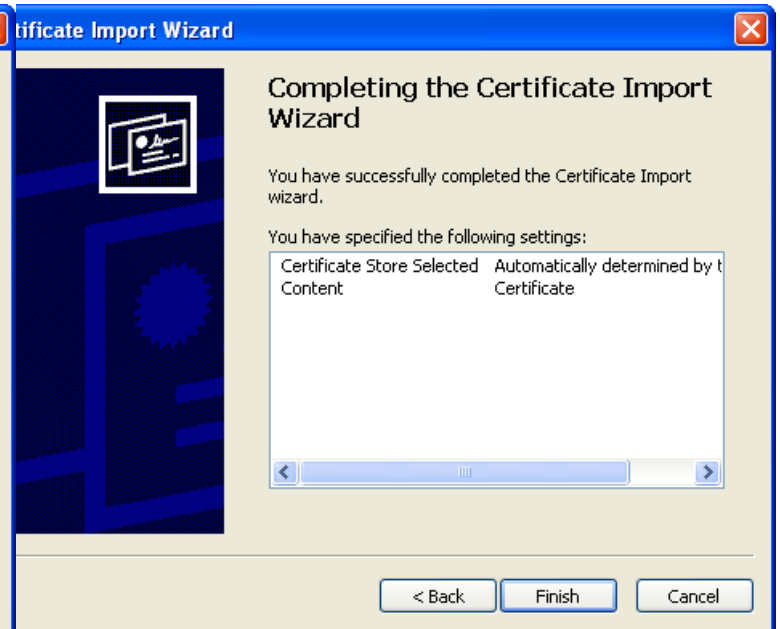 tificate Import Wizard
Completing the Certificate Import
Wizard
You have successfully completed the Certificate Import
wizard.
You have specified the following settings:
Certificate Store Selected Automatically determined by t
Content Certificate
< Back Finish Cancel